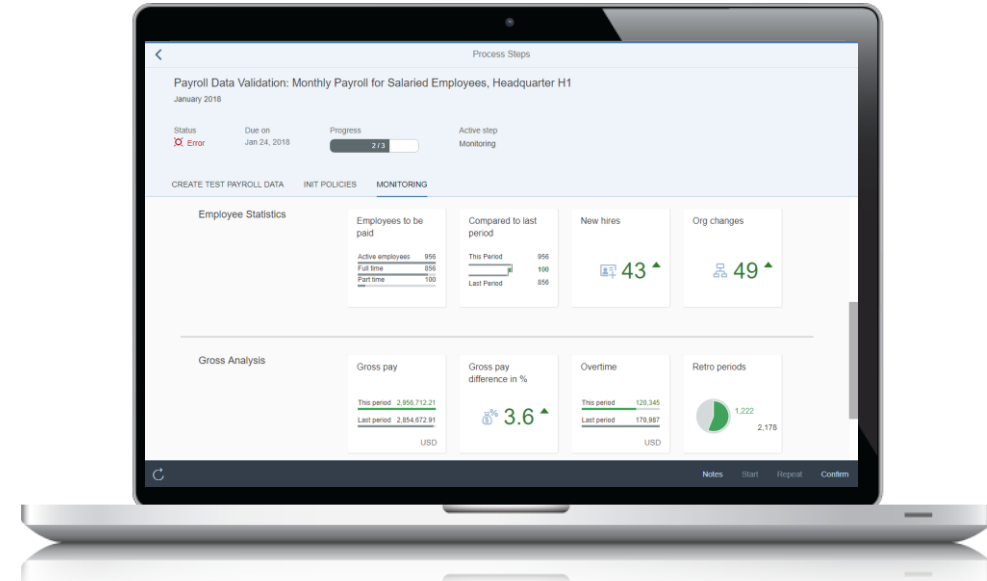 Process Steps
Payroll Data Validation: Monthly Payroll for Salaried Employees, Headquarter H1
January 2018
Status
Due on
Progress
Active step
Error
Jan 24, 2018
2 / 3
Monitoring
CREATE TEST PAYROLL DATA
INIT POLICIES
MONITORING
Employee Statistics
Employees to be
paid
Active employees 956
Full time 856
Part time 100
Compared to last
period
This Period 956
100
Last Period 856
New hires
43
Org changes
49
Gross Analysis
Gross pay
This period 2,956,712.21
Last period 2,854,672.91
USD
Gross pay
difference in %
3.6
Overtime
This period 120,345
Last period 170,987
USD
Retro periods
1,222
2,178
Notes
Start
Repeat
Confirm